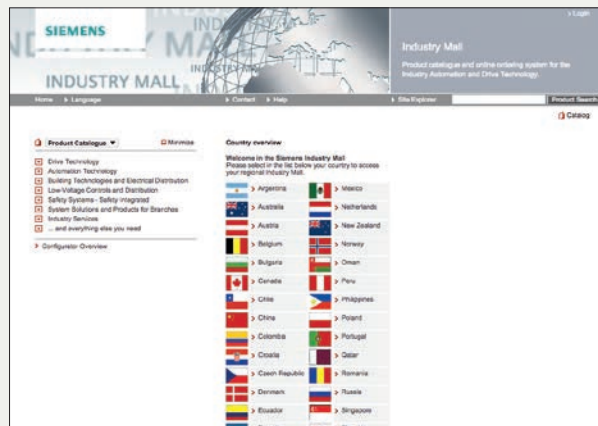 › Login
SIEMENS
INDUSTRY MALL
Industry Mall
Product catalogue and online ordering system for the
Industry Automation and Drive Technology.
Home › Language › Contact › Help › Site Explorer Product Search
Catalog
Product Catalogue ▼ Minimize
Drive Technology
Automation Technology
Building Technologies and Electrical Distribution
Low-Voltage Controls and Distribution
Safety Systems - Safety Integrated
System Solutions and Products for Branches
Industry Services
... and everything else you need
› Configurator Overview
Country overview
Welcome in the Siemens Industry Mall
Please select in the list below your country to access
your regional Industry Mall.
› Argentina › Mexico
› Australia › Netherlands
› Austria › New Zealand
› Belgium › Norway
› Bulgaria › Oman
› Canada › Peru
› Chile › Philippines
› China › Poland
› Colombia › Portugal
› Croatia › Qatar
› Czech Republic › Romania
› Denmark › Russia
› Ecuador › Singapore